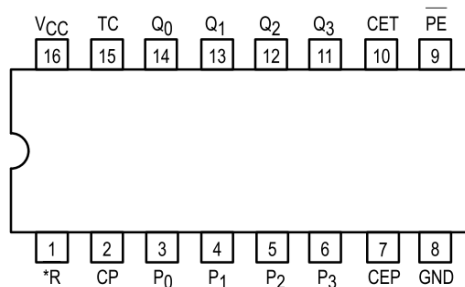 VCC TC Q0 Q1 Q2 Q3 CET PE
16 15 14 13 12 11 10 9
1 2 3 4 5 6 7 8
*R CP P0 P1 P2 P3 CEP GND